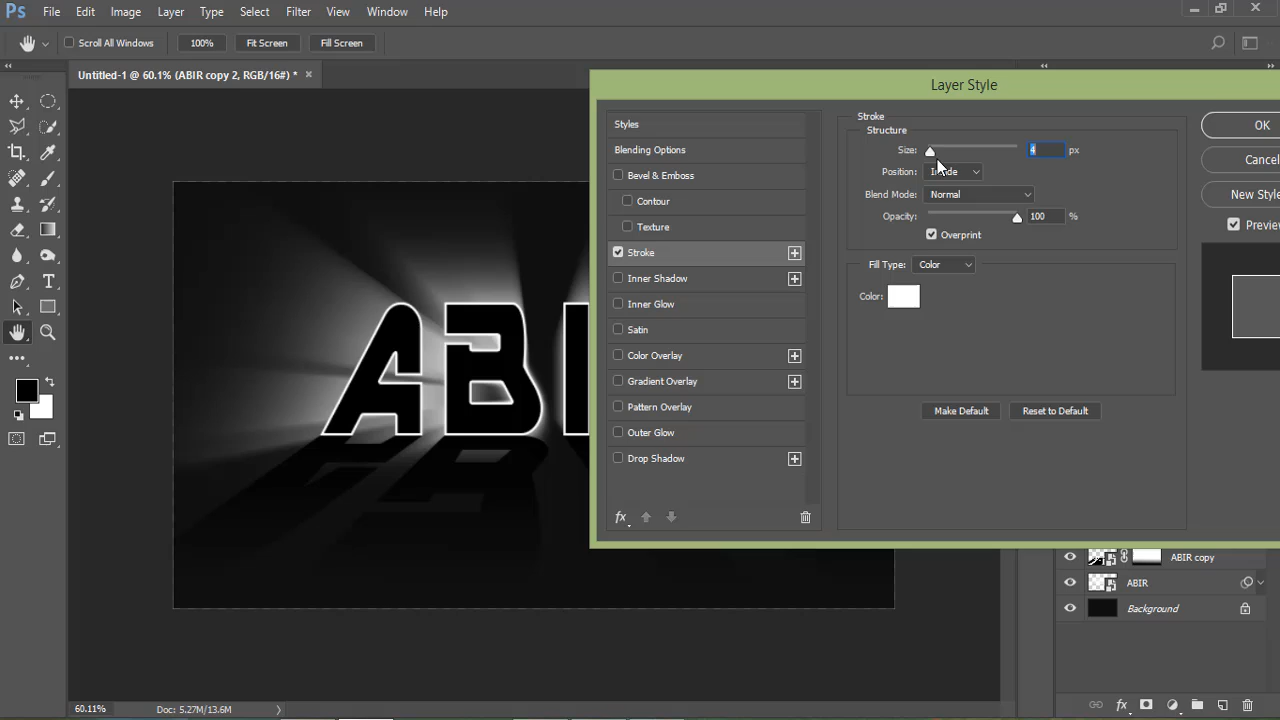 Ps File Edit Image Layer Type Select Filter View Window Help
Scroll All Windows 100% Fit Screen Fill Screen
Untitled-1 @ 60.1% (ABIR copy 2, RGB/16#) * ×
Layer Style
Styles
Blending Options
Bevel & Emboss
Contour
Texture
Stroke
Inner Shadow
Inner Glow
Satin
Color Overlay
Gradient Overlay
Pattern Overlay
Outer Glow
Drop Shadow
fx
Stroke
Structure
Size: 4 px
Position:
Blend Mode: Normal
Opacity: 100 %
Overprint
Fill Type: Color
Color:
Make Default Reset to Default
OK
Cancel
New Style
Preview
ABI
ABIR copy
ABIR
Background
fx
60.11% Doc: 5.27M/13.6M